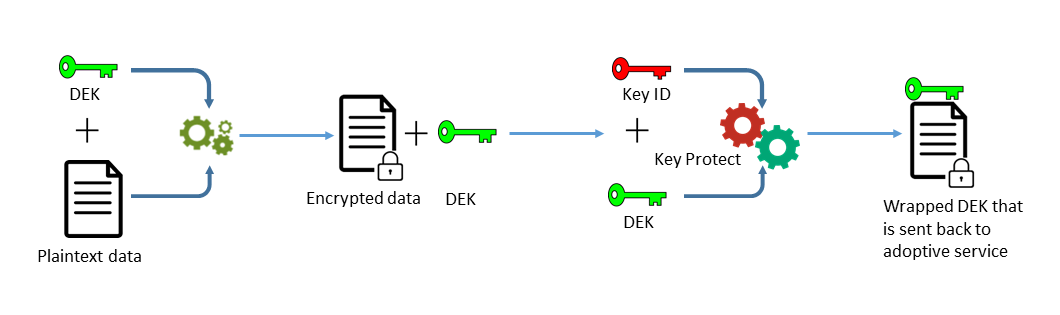 DEK
Plaintext data
Encrypted data
DEK
Key ID
Key Protect
DEK
Wrapped DEK that
is sent back to
adoptive service